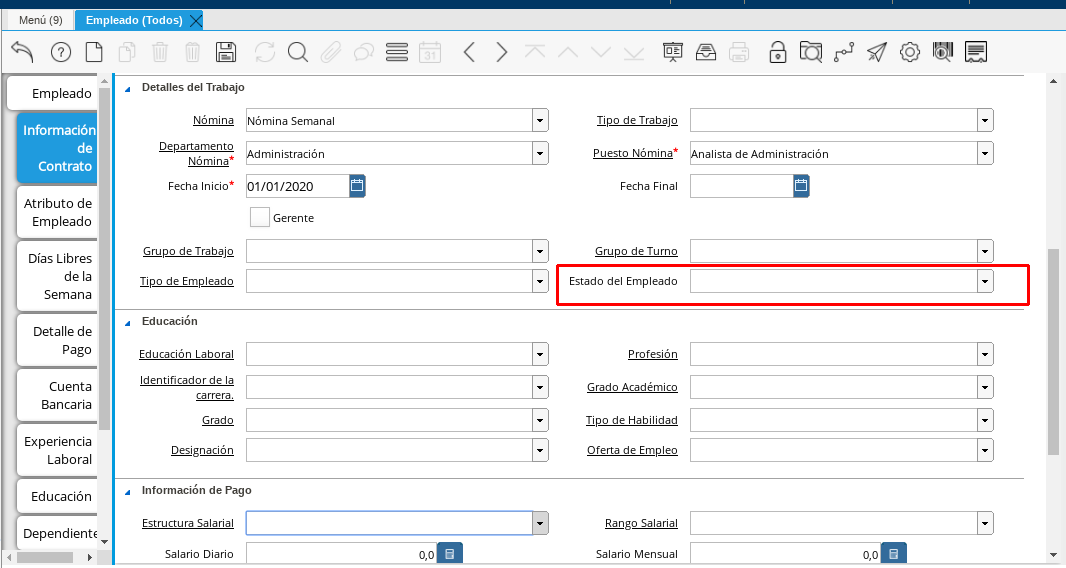 Menú (9)
Empleado (Todos)
31
Empleado
Información
de
Contrato
Atributo de
Empleado
Días Libres
de la
Semana
Detalle de
Pago
Cuenta
Bancaria
Experiencia
Laboral
Educación
Dependiente
Detalles del Trabajo
Nómina Nómina Semanal Tipo de Trabajo
Departamento
Nómina* Administración Puesto Nómina* Analista de Administración
Fecha Inicio* 01/01/2020 Fecha Final
Gerente
Grupo de Trabajo Grupo de Turno
Tipo de Empleado Estado del Empleado
Educación
Educación Laboral Profesión
Identificador de la
carrera. Grado Académico
Grado Tipo de Habilidad
Designación Oferta de Empleo
Información de Pago
Estructura Salarial Rango Salarial
Salario Diario 0,0 Salario Mensual 0,0